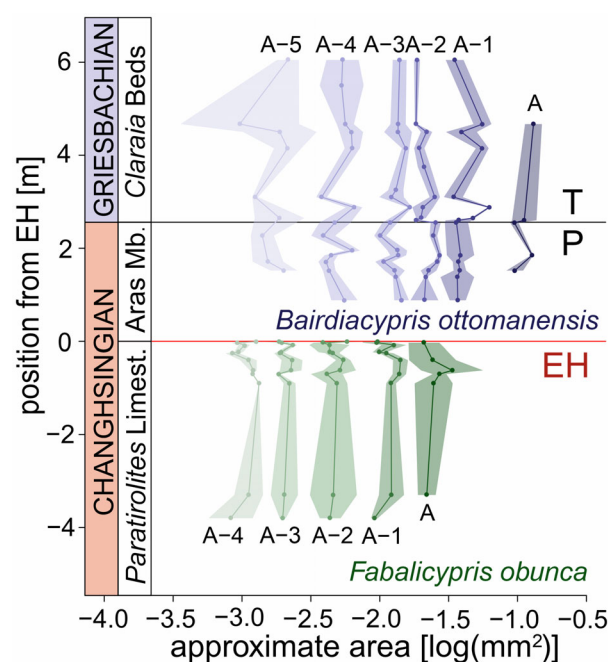 A−5 A−4 A−3 A−2 A−1
A
6
4
2
0
−2
−4
position from EH [m]
GRIESBACHIAN
CHANGHSINGIAN
Claraia Beds
Aras Mb.
Paratirolites Limest.
T
P
Bairdiacypris ottomanensis
EH
A
A−4 A−3 A−2 A−1
Fabalicypris obunca
−4.0 −3.5 −3.0 −2.5 −2.0 −1.5 −1.0 −0.5
approximate area [log(mm²)]